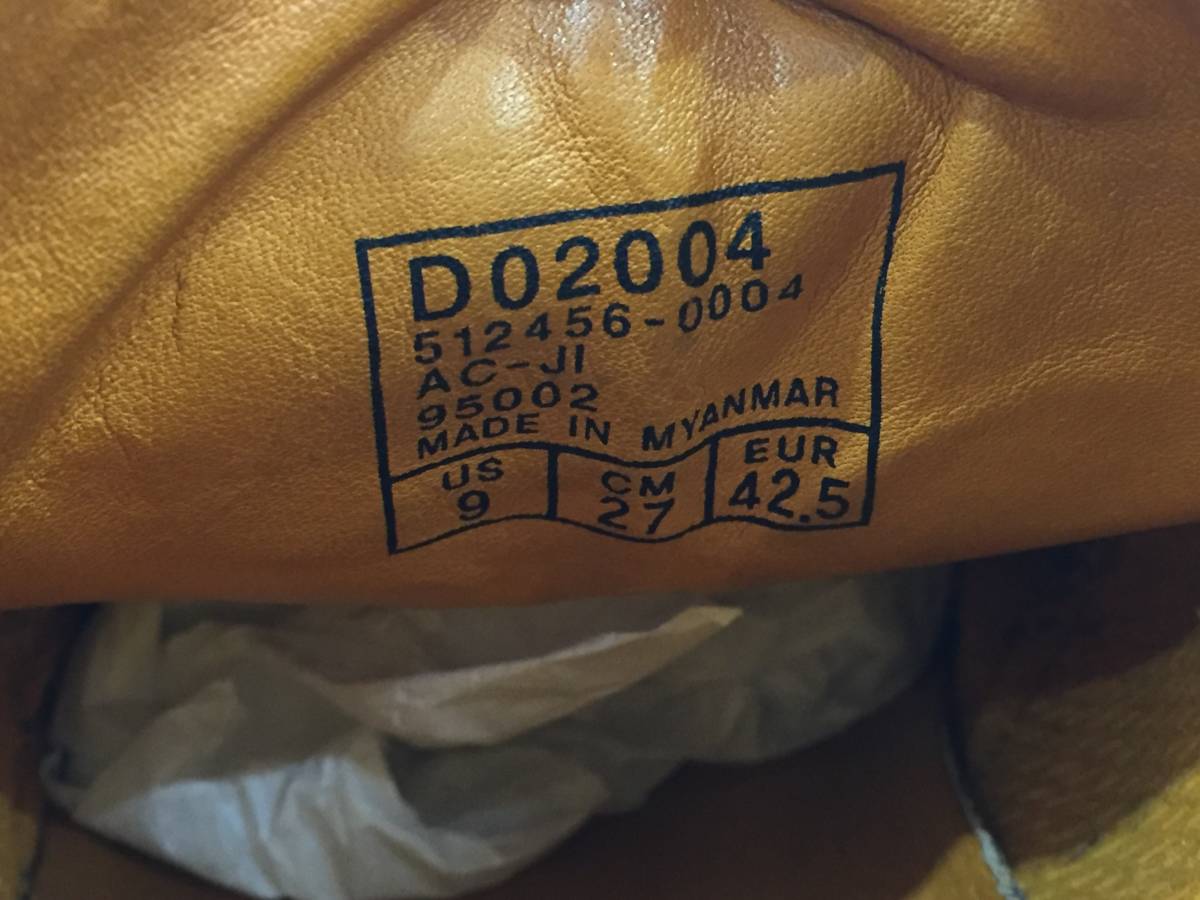 D02004
512456-0004
AC-JI
95002
MADE IN MYANMAR
US CM EUR
9 27 42.5